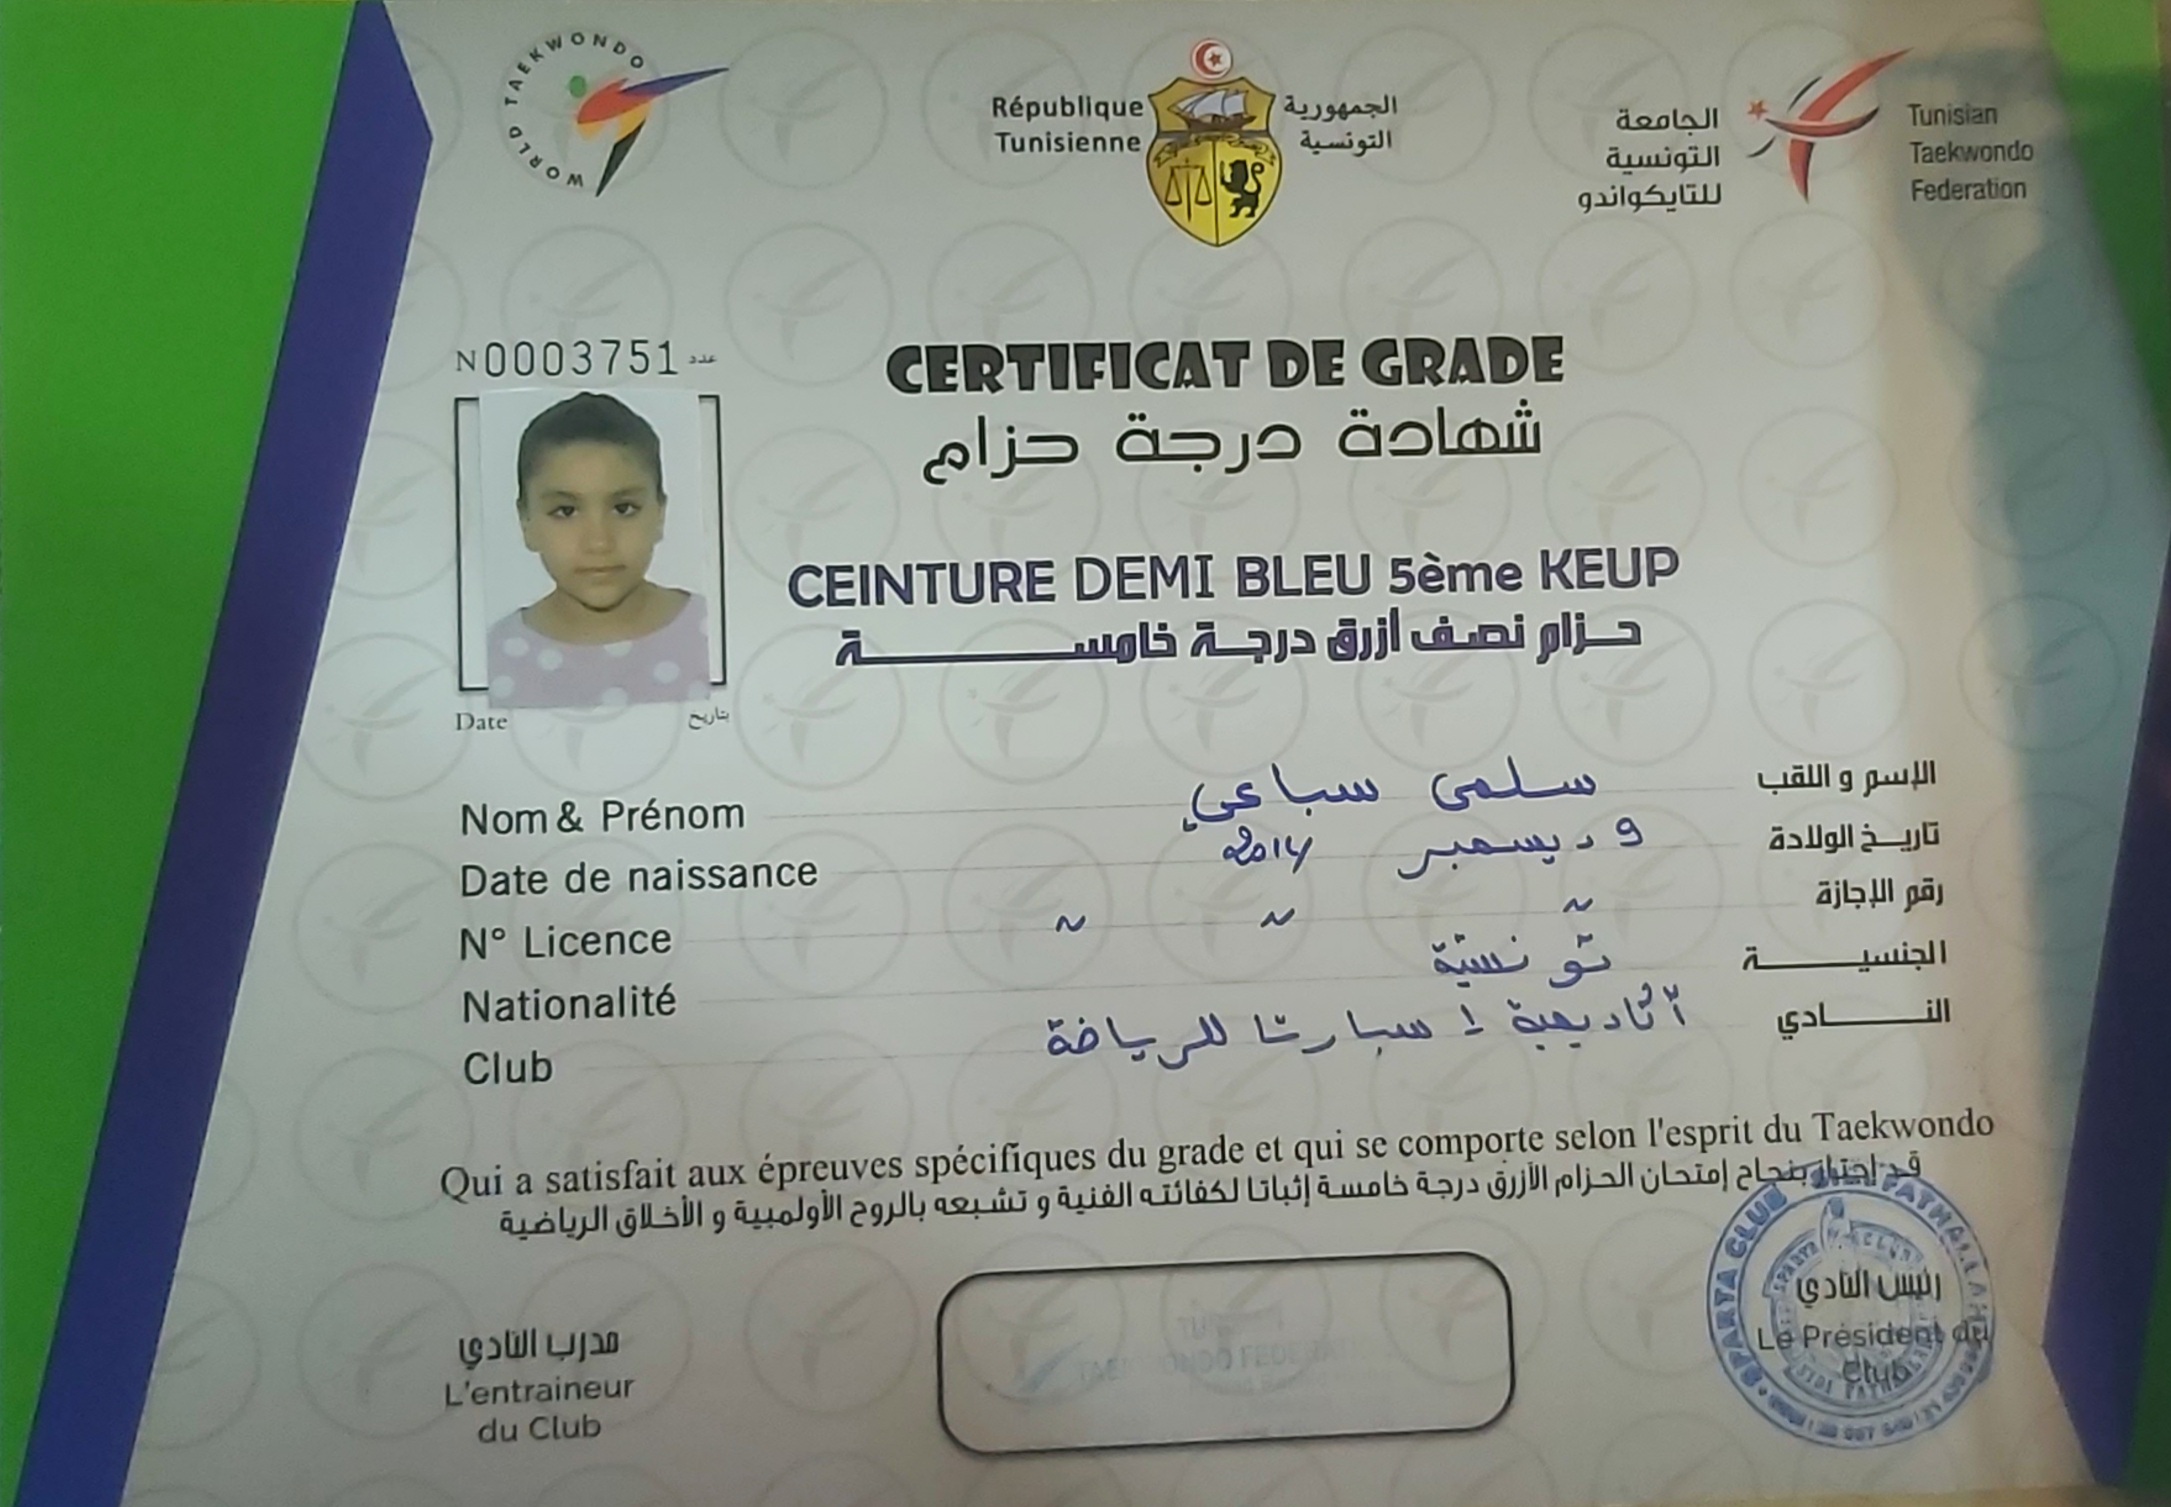 WORLD TAEKWONDO
République
Tunisienne
الجمهورية
التونسية
الجامعة
التونسية
للتايكواندو
Tunisian
Taekwondo
Federation
N 0003751 عدد
CERTIFICAT DE GRADE
شهادة درجة حزام
CEINTURE DEMI BLEU 5ème KEUP
حزام نصف أزرق درجة خامسة
Date بتاريخ
Nom & Prénom سلمى سباعي الإسم و اللقب
Date de naissance 9 ديسمبر 2014 تاريخ الولادة
N° Licence ~ ~ ~ رقم الإجازة
Nationalité تونسية الجنسية
Club أكاديمية اسبارتا للرياضة النادي
Qui a satisfait aux épreuves spécifiques du grade et qui se comporte selon l'esprit du Taekwondo
قد إجتاز بنجاح إمتحان الحزام الأزرق درجة خامسة إثباتا لكفائته الفنية و تشبعه بالروح الأولمبية و الأخلاق الرياضية
مدرب النادي
L'entraineur
du Club
رئيس النادي
Le Président du
Club
SPARTA CLUB FATHALLAH